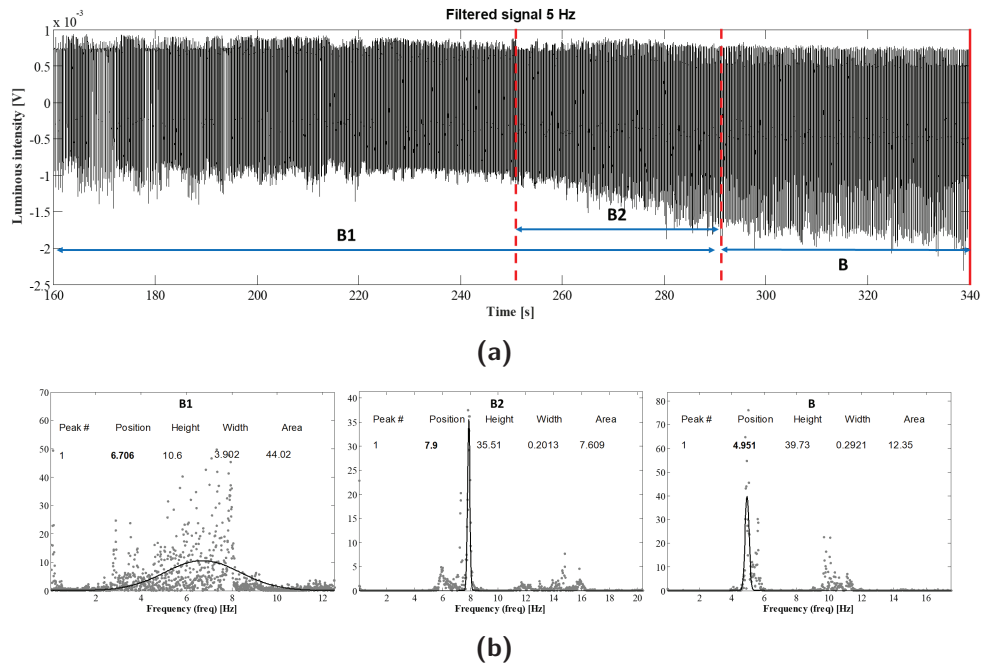 Filtered signal 5 Hz
1 x 10⁻³
0.5
0
-0.5
-1
-1.5
-2
-2.5
Luminous intensity [V]
B1
B2
B
160 180 200 220 240 260 280 300 320 340
Time [s]
(a)
B1
Peak # Position Height Width Area
1 6.706 10.6 3.902 44.02
70
60
50
40
30
20
10
0
2 4 6 8 10 12
Frequency (freq) [Hz]
B2
Peak # Position Height Width Area
1 7.9 35.51 0.2013 7.609
40
35
30
25
20
15
10
5
0
2 4 6 8 10 12 14 16 18 20
Frequency (freq) [Hz]
B
Peak # Position Height Width Area
1 4.951 39.73 0.2921 12.35
80
70
60
50
40
30
20
10
0
2 4 6 8 10 12 14 16
Frequency (freq) [Hz]
(b)